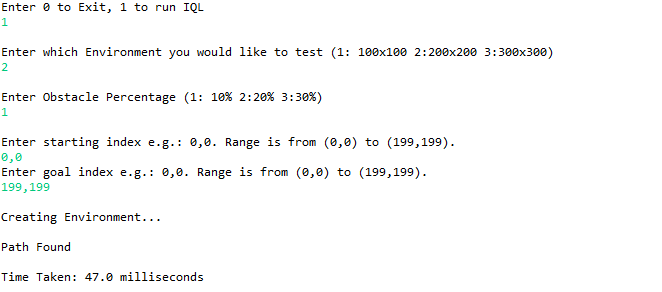 Enter 0 to Exit, 1 to run IQL
1
Enter which Environment you would like to test (1: 100x100 2:200x200 3:300x300)
2
Enter Obstacle Percentage (1: 10% 2:20% 3:30%)
1
Enter starting index e.g.: 0,0. Range is from (0,0) to (199,199).
0,0
Enter goal index e.g.: 0,0. Range is from (0,0) to (199,199).
199,199
Creating Environment...
Path Found
Time Taken: 47.0 milliseconds